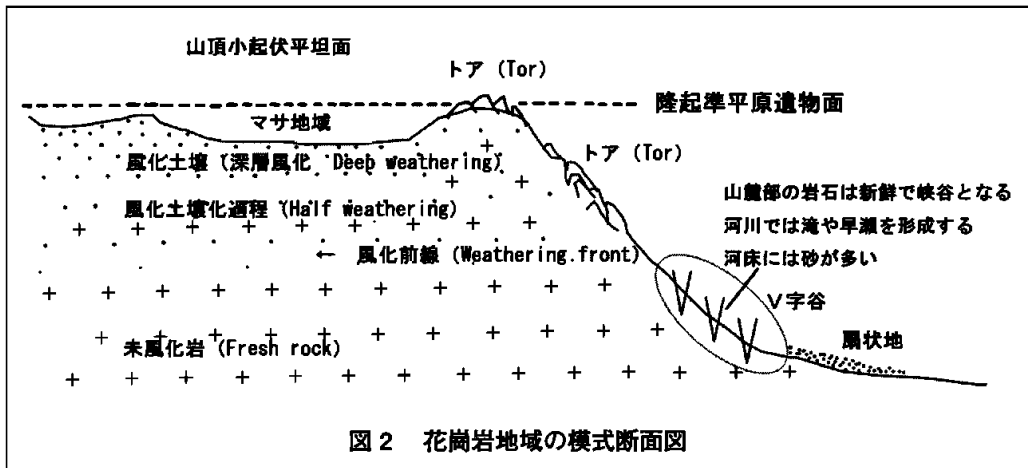 山頂小起伏平坦面
トア (Tor)
隆起準平原遺物面
マサ地域
風化土壌 (深層風化 Deep weathering)
トア (Tor)
山麓部の岩石は新鮮で峡谷となる
風化土壌化過程 (Half weathering)
河川では滝や早瀬を形成する
← 風化前線 (Weathering.front)
河床には砂が多い
V字谷
未風化岩 (Fresh rock)
扇状地
図2 花崗岩地域の模式断面図